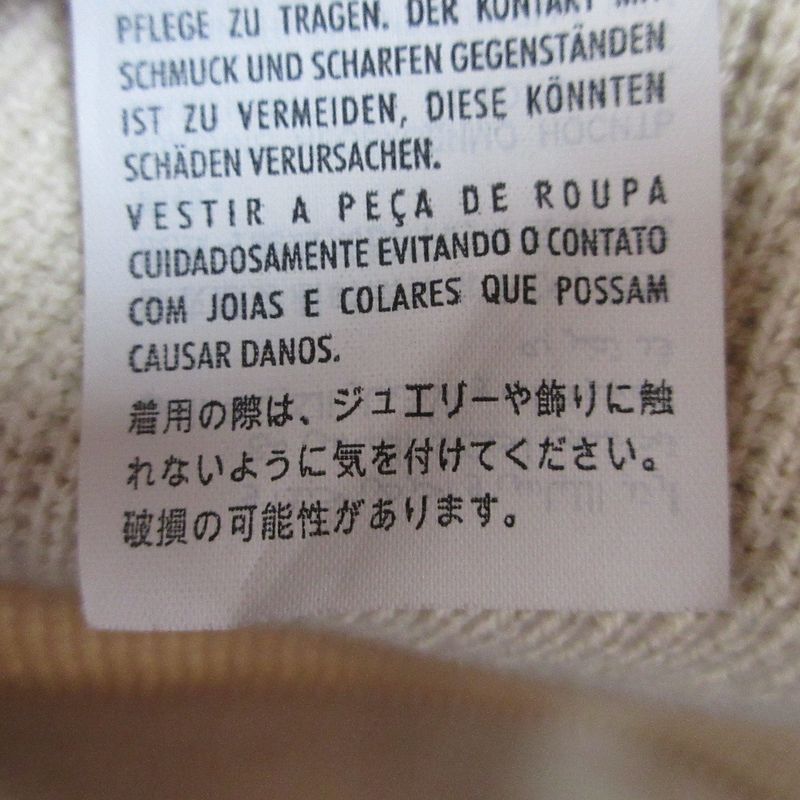 PFLEGE ZU TRAGEN. DER KONTAKT MIT
SCHMUCK UND SCHARFEN GEGENSTÄNDEN
IST ZU VERMEIDEN, DIESE KÖNNTEN
SCHÄDEN VERURSACHEN.
VESTIR A PEÇA DE ROUPA
CUIDADOSAMENTE EVITANDO O CONTATO
COM JOIAS E COLARES QUE POSSAM
CAUSAR DANOS.
着用の際は、ジュエリーや飾りに触
れないように気を付けてください。
破損の可能性があります。